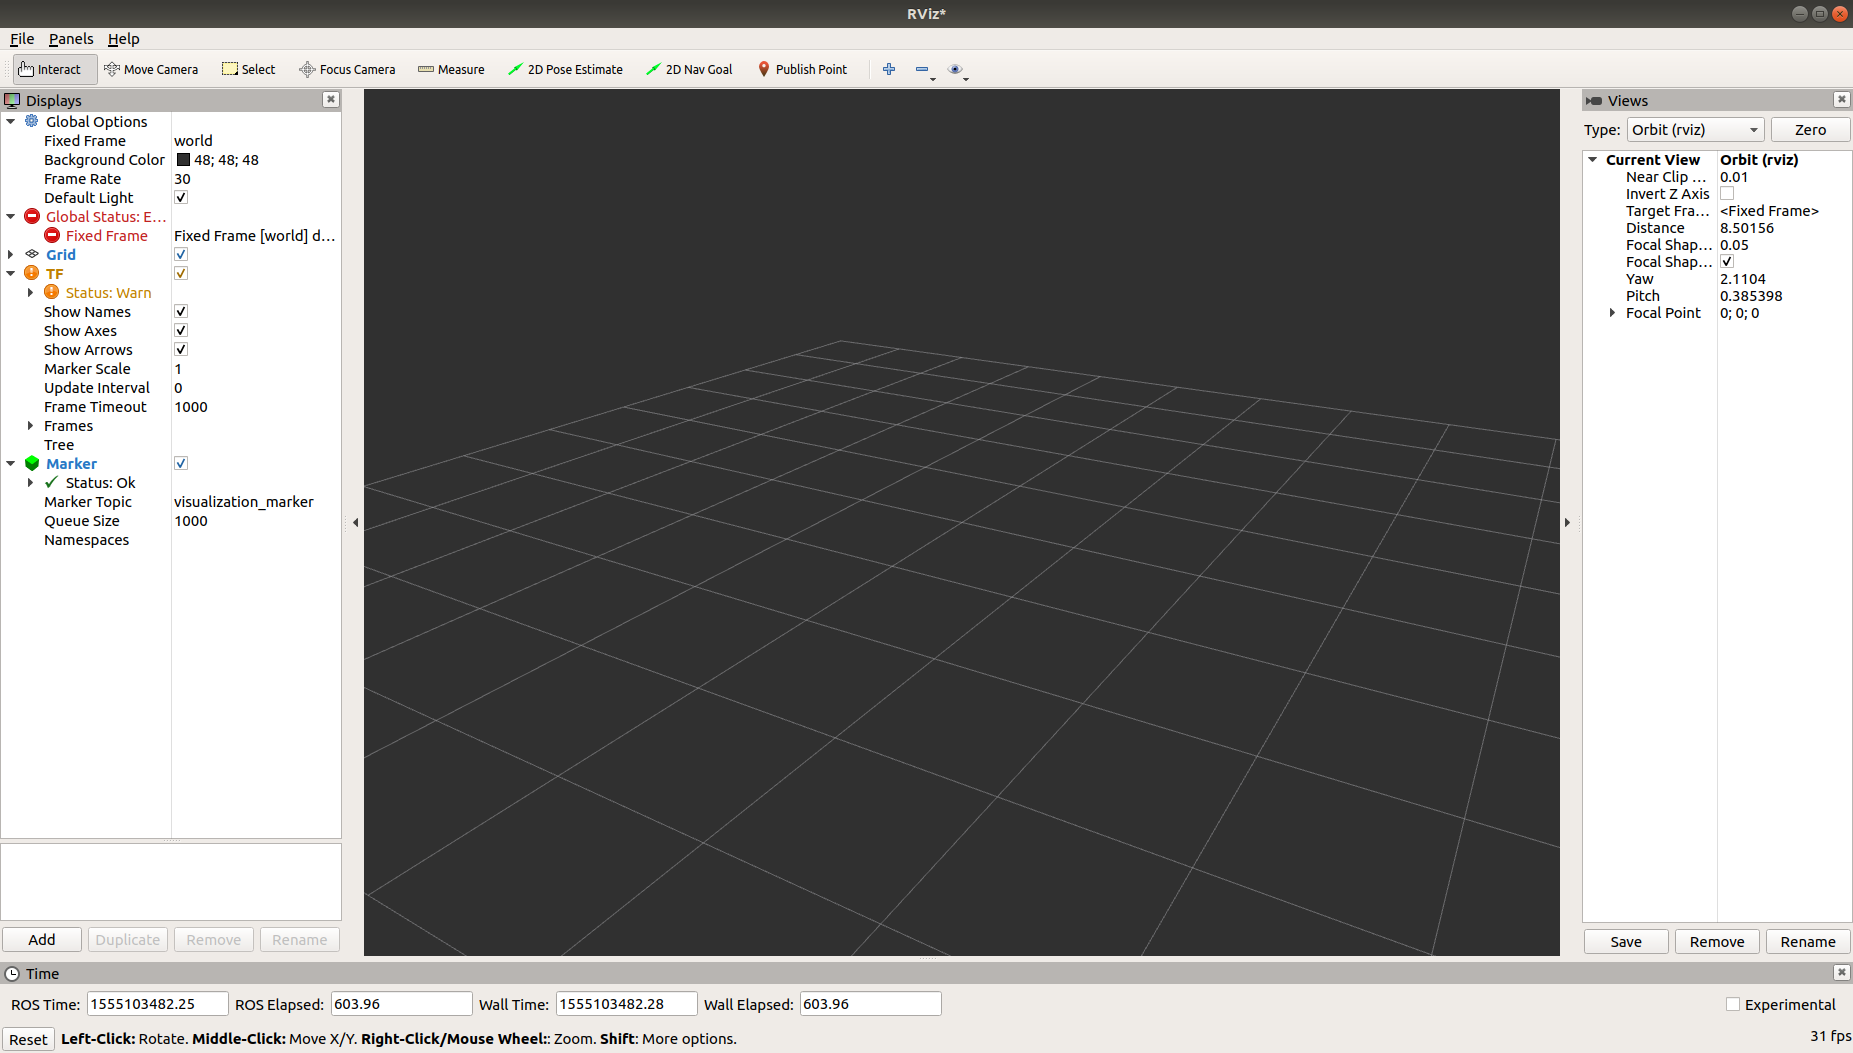 RViz*
File Panels Help
Interact Move Camera Select Focus Camera Measure 2D Pose Estimate 2D Nav Goal Publish Point
Displays
Global Options
Fixed Frame world
Background Color 48; 48; 48
Frame Rate 30
Default Light
Global Status: E...
Fixed Frame Fixed Frame [world] d...
Grid
TF
Status: Warn
Show Names
Show Axes
Show Arrows
Marker Scale 1
Update Interval 0
Frame Timeout 1000
Frames
Tree
Marker
Status: Ok
Marker Topic visualization_marker
Queue Size 1000
Namespaces
Add Duplicate Remove Rename
Views
Type: Orbit (rviz) Zero
Current View Orbit (rviz)
Near Clip ... 0.01
Invert Z Axis
Target Fra... <Fixed Frame>
Distance 8.50156
Focal Shap... 0.05
Focal Shap...
Yaw 2.1104
Pitch 0.385398
Focal Point 0; 0; 0
Save Remove Rename
Time
ROS Time: 1555103482.25 ROS Elapsed: 603.96 Wall Time: 1555103482.28 Wall Elapsed: 603.96 Experimental
Reset Left-Click: Rotate. Middle-Click: Move X/Y. Right-Click/Mouse Wheel:: Zoom. Shift: More options. 31 fps